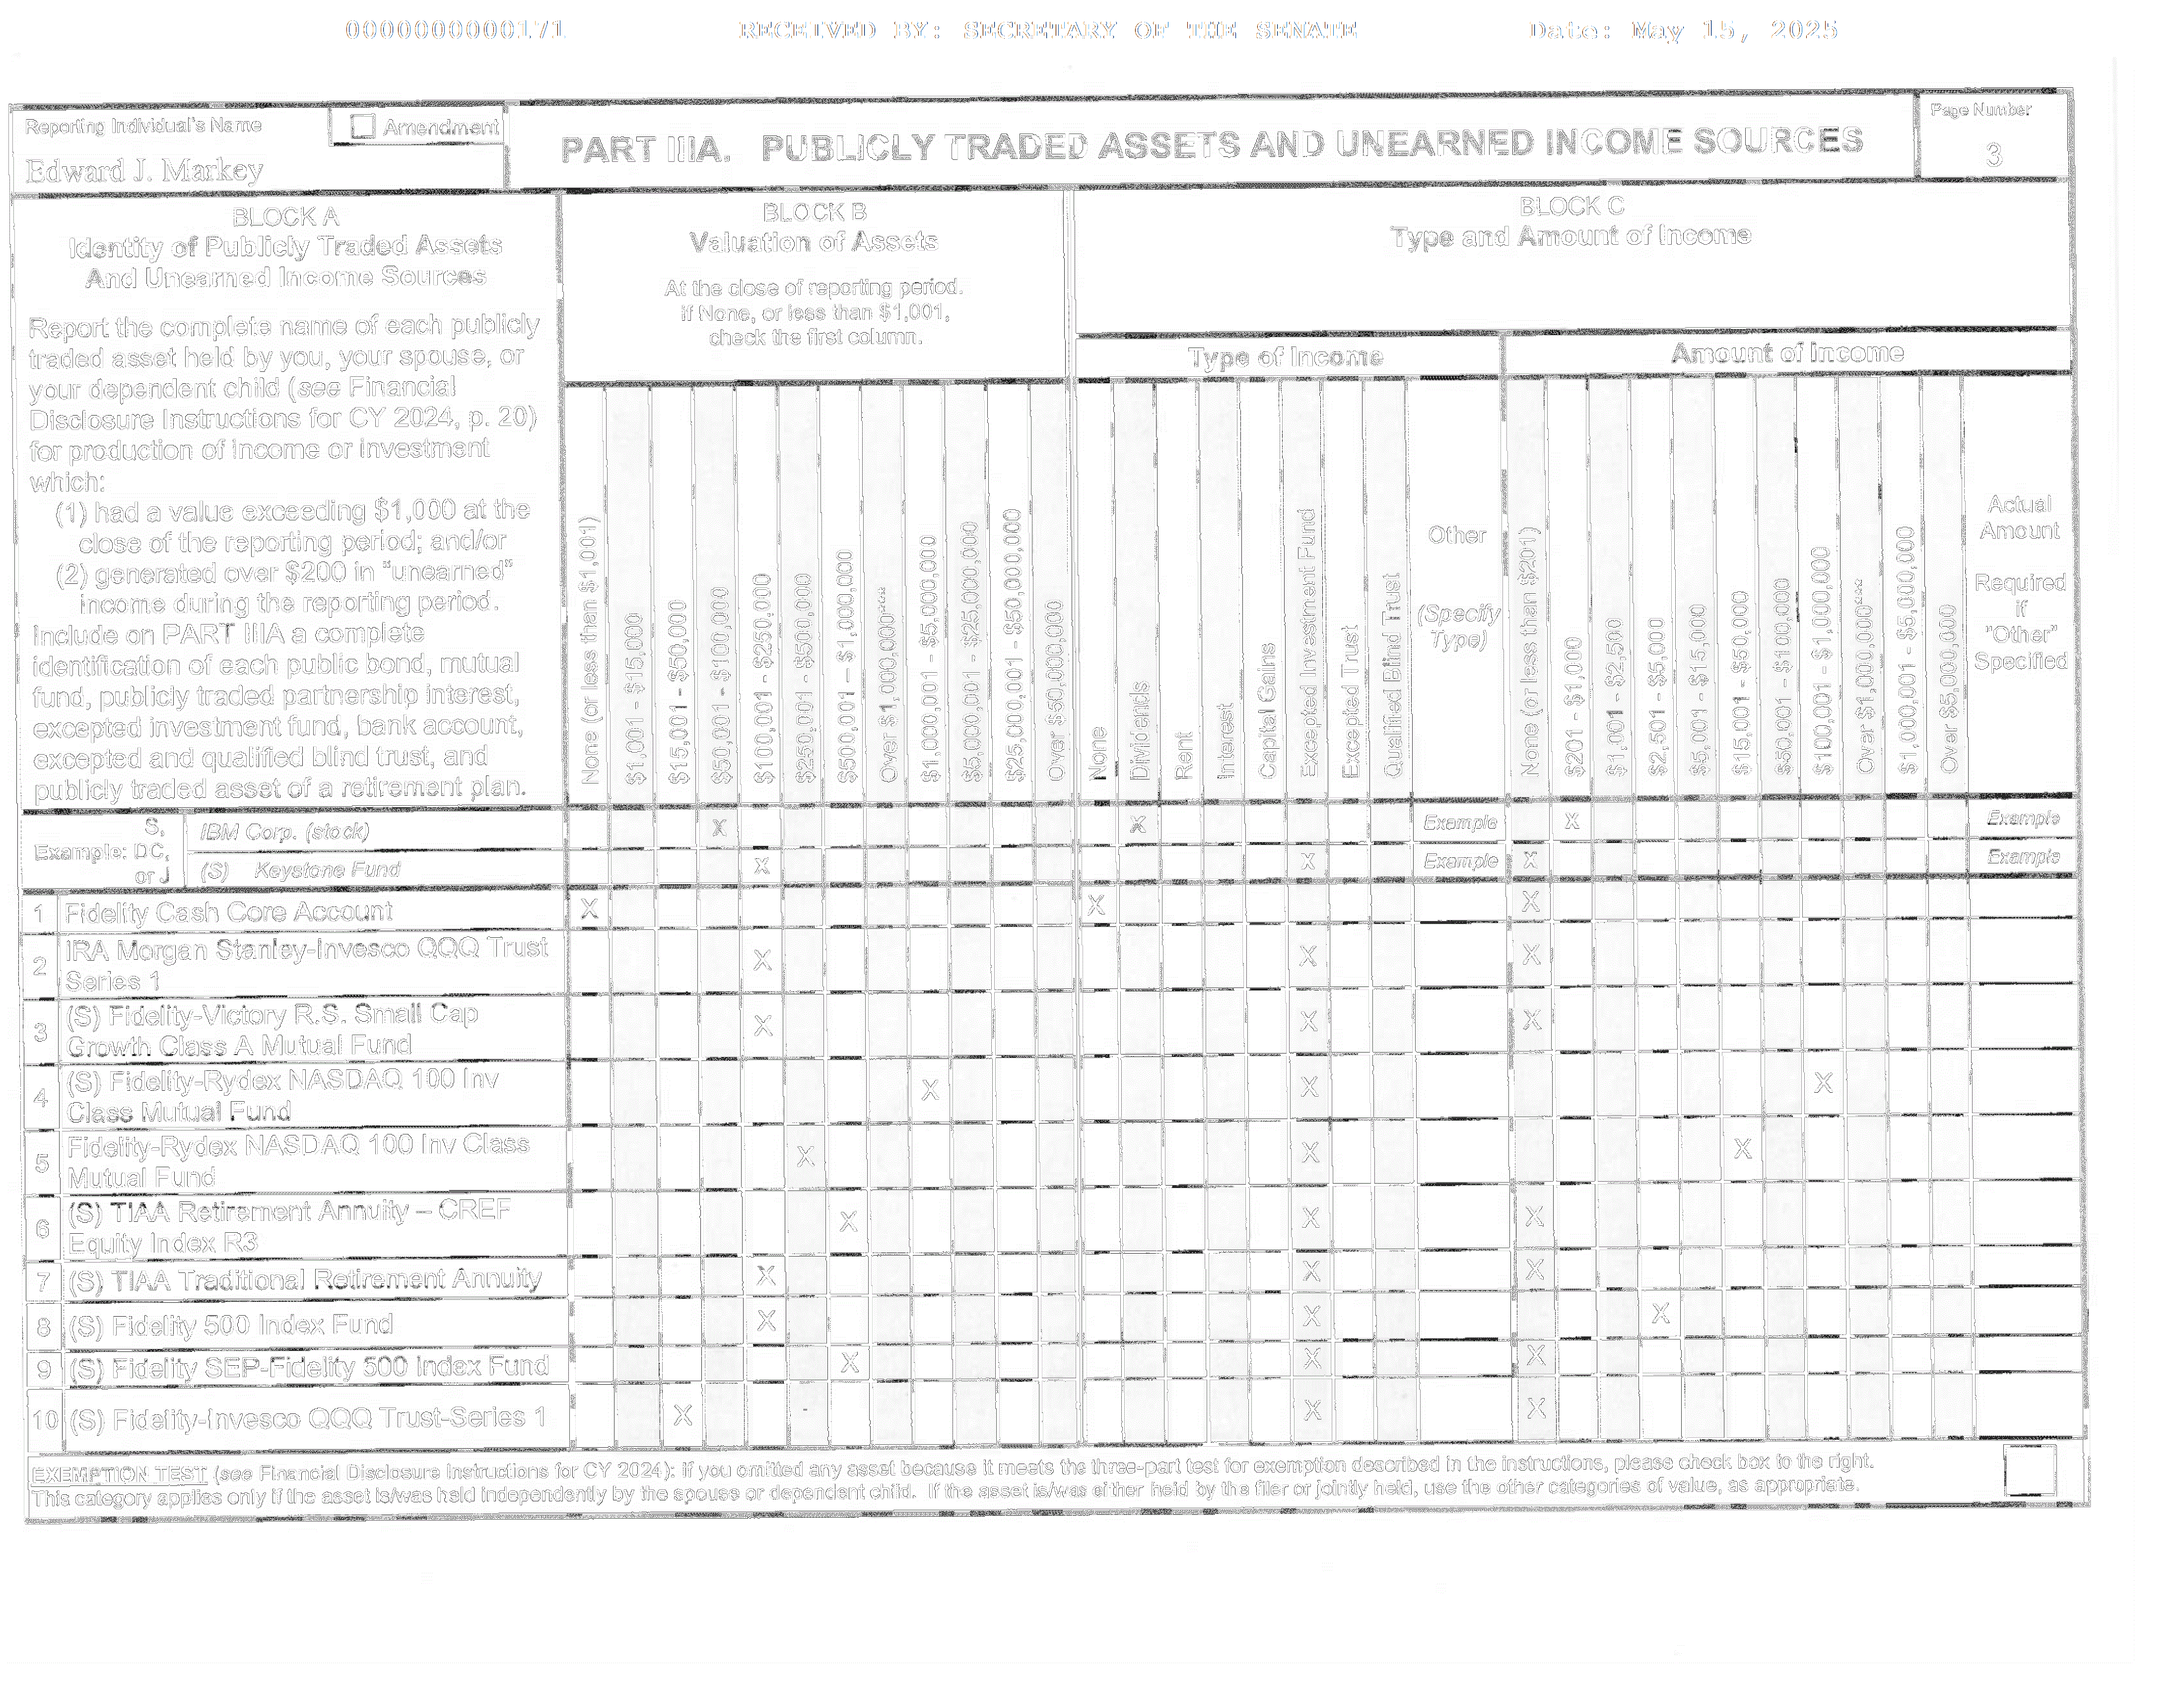 0000000000171 RECEIVED BY: SECRETARY OF THE SENATE Date: May 15, 2025
Reporting Individual's Name
Amendment
Edward J. Markey
PART IIIA. PUBLICLY TRADED ASSETS AND UNEARNED INCOME SOURCES
Page Number
3
BLOCK A
Identity of Publicly Traded Assets
And Unearned Income Sources
Report the complete name of each publicly
traded asset held by you, your spouse, or
your dependent child (see Financial
Disclosure Instructions for CY 2024, p. 20)
for production of income or investment
which:
(1) had a value exceeding $1,000 at the
close of the reporting period; and/or
(2) generated over $200 in "unearned"
income during the reporting period.
Include on PART IIIA a complete
identification of each public bond, mutual
fund, publicly traded partnership interest,
excepted investment fund, bank account,
excepted and qualified blind trust, and
publicly traded asset of a retirement plan.
BLOCK B
Valuation of Assets
At the close of reporting period.
If None, or less than $1,001,
check the first column.
None (or less than $1,001)
$1,001 - $15,000
$15,001 - $50,000
$50,001 - $100,000
$100,001 - $250,000
$250,001 - $500,000
$500,001 - $1,000,000
Over $1,000,000***
$1,000,001 - $5,000,000
$5,000,001 - $25,000,000
$25,000,001 - $50,000,000
Over $50,000,000
BLOCK C
Type and Amount of Income
Type of Income
None
Dividends
Rent
Interest
Capital Gains
Excepted Investment Fund
Excepted Trust
Qualified Blind Trust
Other
(Specify
Type)
Amount of Income
None (or less than $201)
$201 - $1,000
$1,001 - $2,500
$2,501 - $5,000
$5,001 - $15,000
$15,001 - $50,000
$50,001 - $100,000
$100,001 - $1,000,000
Over $1,000,000***
$1,000,001 - $5,000,000
Over $5,000,000
Actual
Amount
Required
if
"Other"
Specified
S,
Example: DC,
or J
IBM Corp. (stock) X X Example X Example
(S) Keystone Fund X X Example X Example
1 Fidelity Cash Core Account X X X
2 IRA Morgan Stanley-Invesco QQQ Trust
Series 1 X X X
3 (S) Fidelity-Victory R.S. Small Cap
Growth Class A Mutual Fund X X X
4 (S) Fidelity-Rydex NASDAQ 100 Inv
Class Mutual Fund X X X
5 Fidelity-Rydex NASDAQ 100 Inv Class
Mutual Fund X X X
6 (S) TIAA Retirement Annuity – CREF
Equity Index R3 X X X
7 (S) TIAA Traditional Retirement Annuity X X X
8 (S) Fidelity 500 Index Fund X X X
9 (S) Fidelity SEP-Fidelity 500 Index Fund X X X
10 (S) Fidelity-Invesco QQQ Trust-Series 1 X X X
EXEMPTION TEST (see Financial Disclosure Instructions for CY 2024): If you omitted any asset because it meets the three-part test for exemption described in the instructions, please check box to the right.
This category applies only if the asset is/was held independently by the spouse or dependent child. If the asset is/was either held by the filer or jointly held, use the other categories of value, as appropriate.